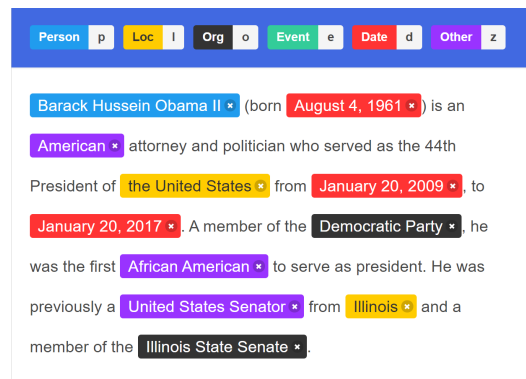 Person p Loc l Org o Event e Date d Other z
Barack Hussein Obama II (born August 4, 1961) is an
American attorney and politician who served as the 44th
President of the United States from January 20, 2009, to
January 20, 2017. A member of the Democratic Party, he
was the first African American to serve as president. He was
previously a United States Senator from Illinois and a
member of the Illinois State Senate.